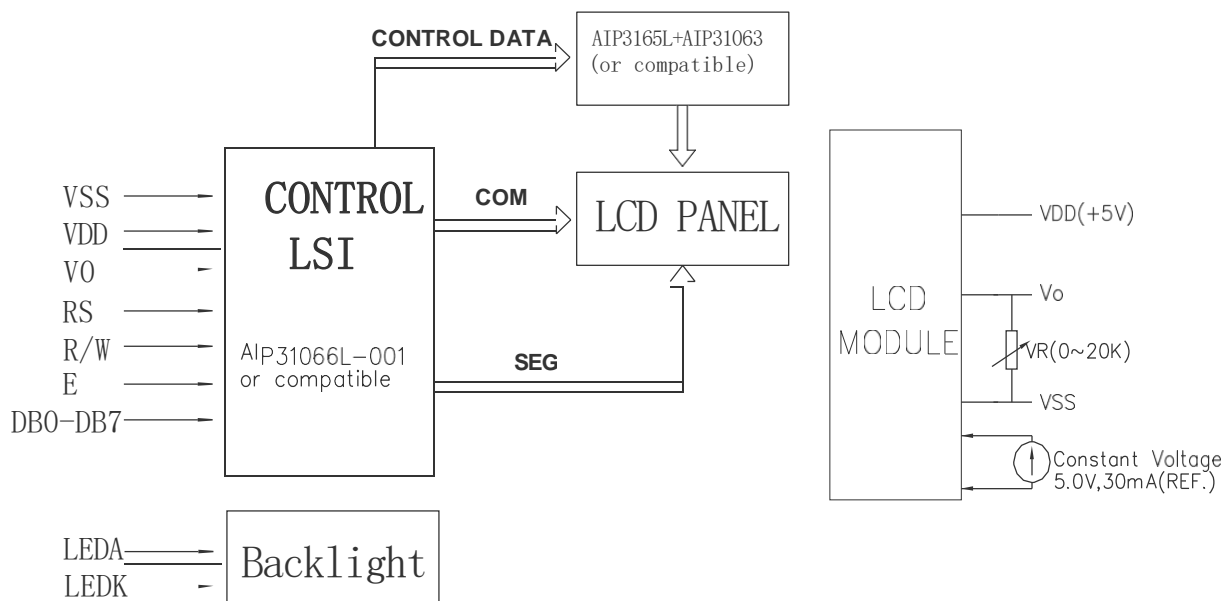 CONTROL DATA
AIP3165L+AIP31063
(or compatible)
VSS
VDD
VO
RS
R/W
E
DB0-DB7
CONTROL
LSI
AIP31066L-001
or compatible
COM
SEG
LCD PANEL
LCD
MODULE
VDD(+5V)
Vo
VR(0~20K)
VSS
Constant Voltage
5.0V,30mA(REF.)
LEDA
LEDK
Backlight